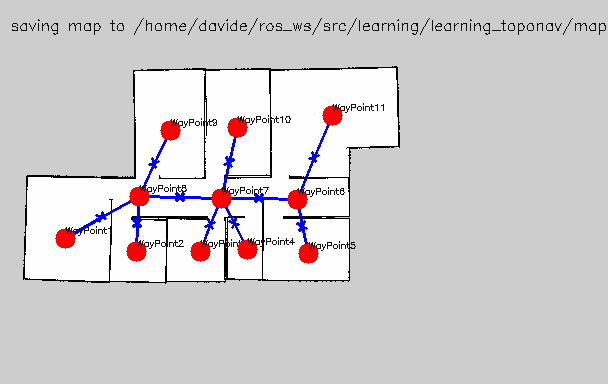 saving map to /home/davide/ros_ws/src/learning/learning_toponav/map
WayPoint11
WayPoint9
WayPoint10
WayPoint8
WayPoint7
WayPoint6
WayPoint1
WayPoint2
WayPoint4
WayPoint5